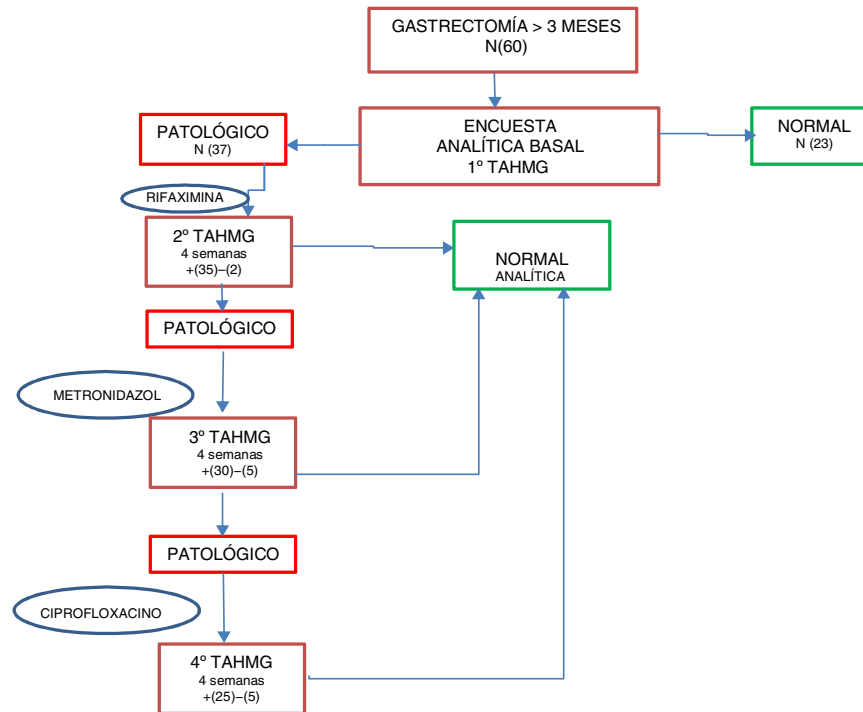 GASTRECTOMÍA > 3 MESES
N(60)
PATOLÓGICO
N (37)
ENCUESTA
ANALÍTICA BASAL
1º TAHMG
NORMAL
N (23)
RIFAXIMINA
2º TAHMG
4 semanas
+(35)–(2)
NORMAL
ANALÍTICA
PATOLÓGICO
METRONIDAZOL
3º TAHMG
4 semanas
+(30)–(5)
PATOLÓGICO
CIPROFLOXACINO
4º TAHMG
4 semanas
+(25)–(5)